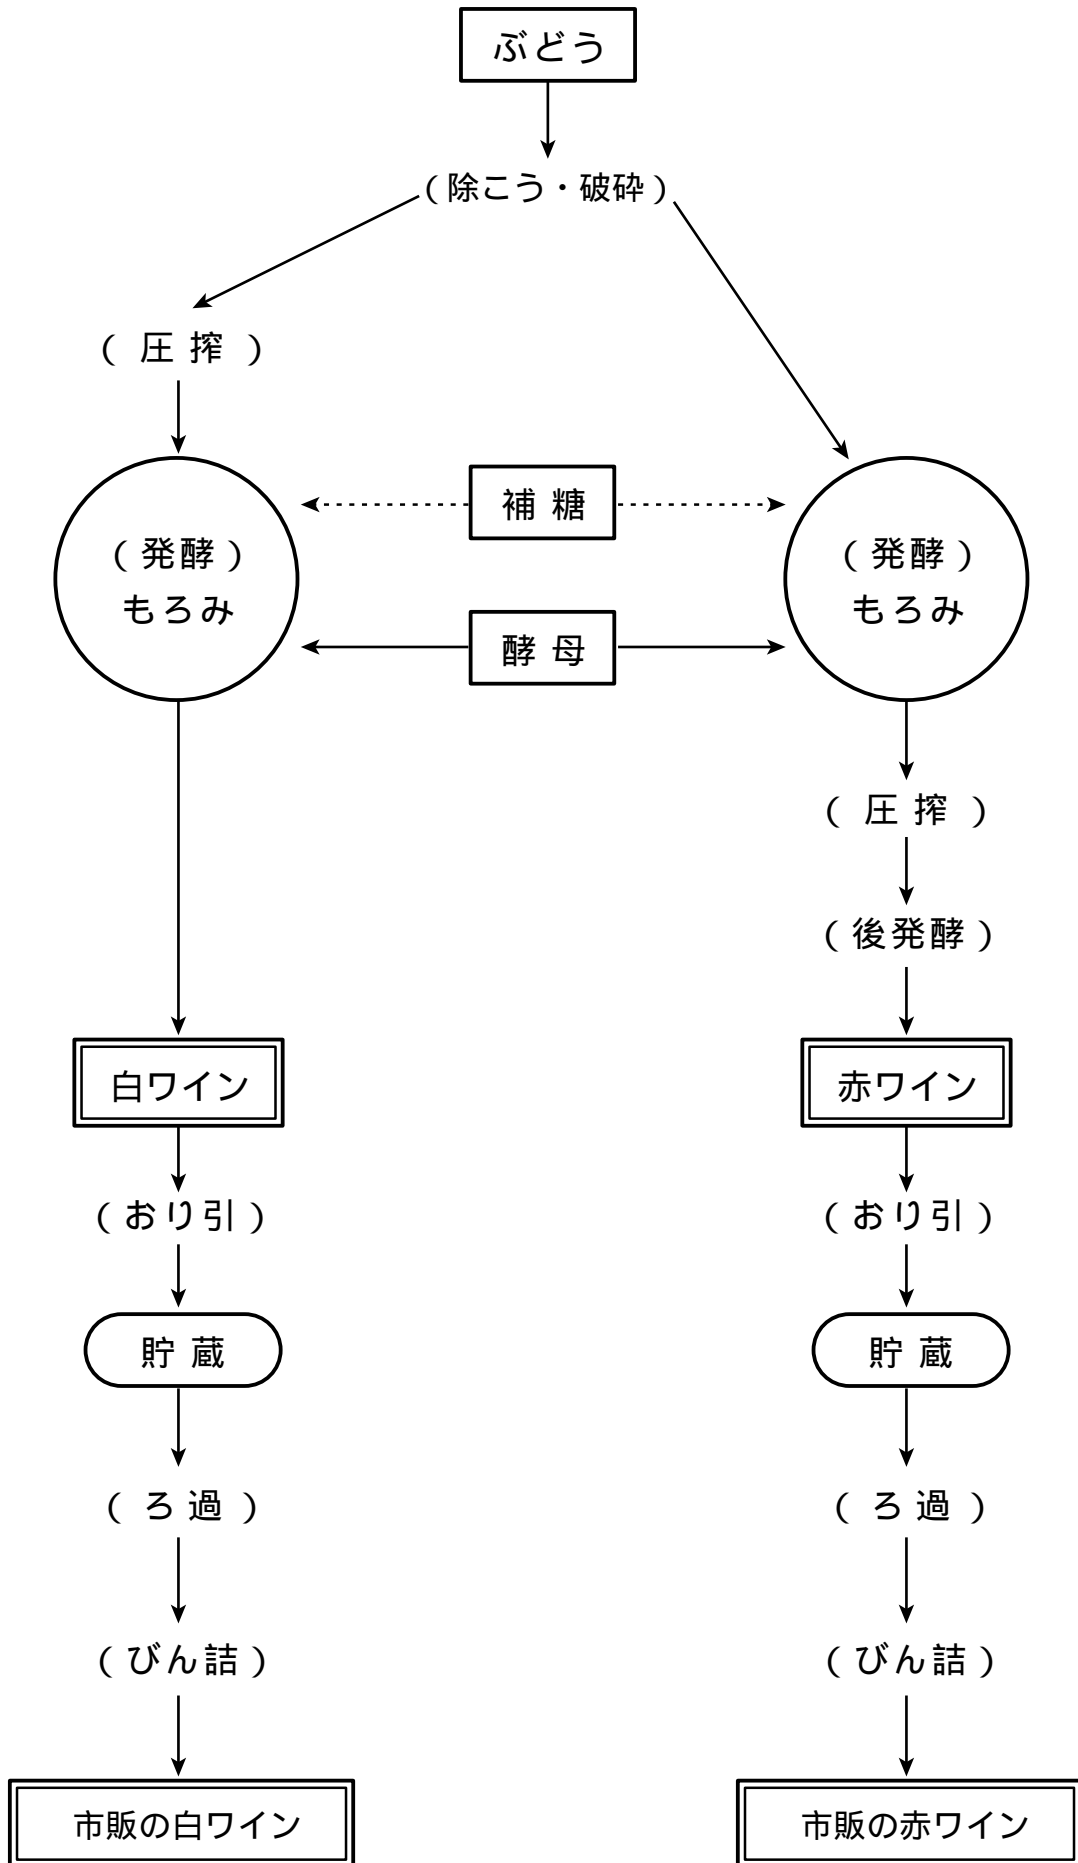 ぶどう
(除こう・破砕)
(圧搾)
補糖
(発酵)
もろみ
(発酵)
もろみ
酵母
(圧搾)
(後発酵)
白ワイン
赤ワイン
(おり引)
(おり引)
貯蔵
貯蔵
(ろ過)
(ろ過)
(びん詰)
(びん詰)
市販の白ワイン
市販の赤ワイン